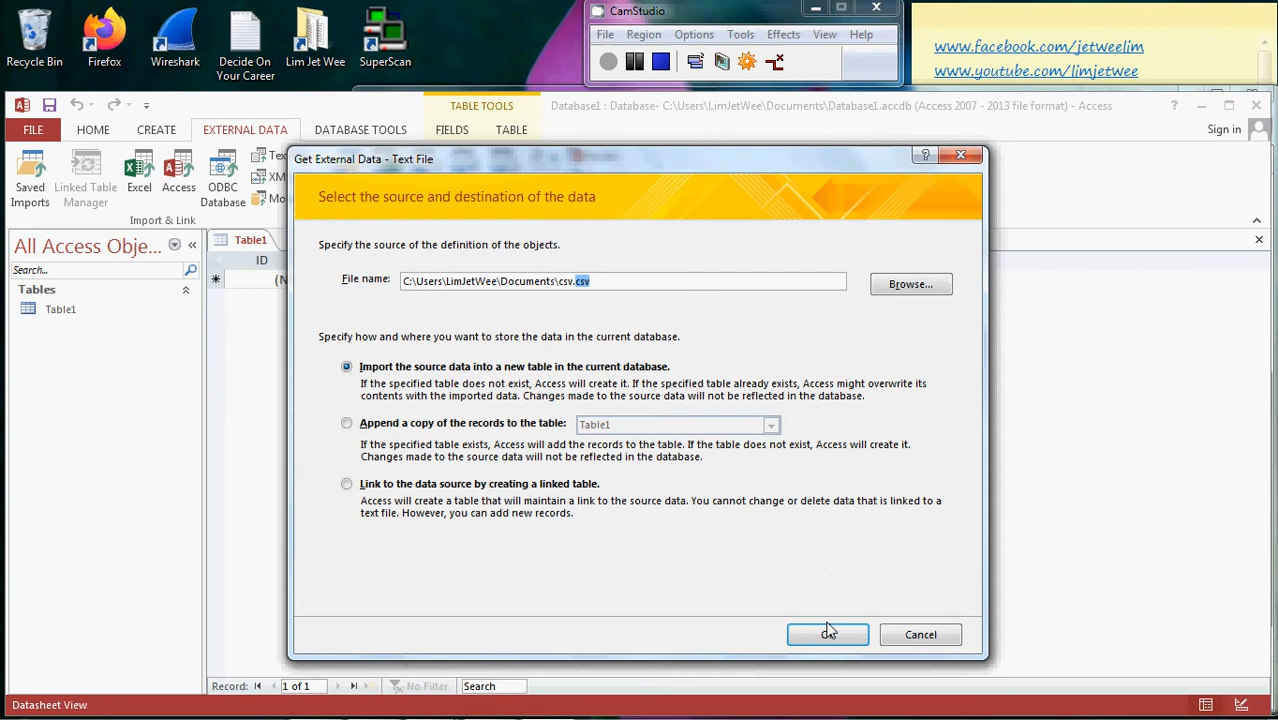 Recycle Bin
Firefox
Wireshark
Decide On
Your Career
Lim Jet Wee
SuperScan
CamStudio
File Region Options Tools Effects View Help
www.facebook.com/jetweelim
www.youtube.com/limjetwee
TABLE TOOLS
Database1 : Database- C:\Users\LimJetWee\Documents\Database1.accdb (Access 2007 - 2013 file format) - Access
FILE HOME CREATE EXTERNAL DATA DATABASE TOOLS FIELDS TABLE
Sign in
Saved
Imports
Linked Table
Manager
Excel
Access
ODBC
Database
Import & Link
All Access Obje...
Search...
Tables
Table1
Table1
ID
Get External Data - Text File
Select the source and destination of the data
Specify the source of the definition of the objects.
File name: C:\Users\LimJetWee\Documents\csv.csv
Browse...
Specify how and where you want to store the data in the current database.
Import the source data into a new table in the current database.
If the specified table does not exist, Access will create it. If the specified table already exists, Access might overwrite its
contents with the imported data. Changes made to the source data will not be reflected in the database.
Append a copy of the records to the table: Table1
If the specified table exists, Access will add the records to the table. If the table does not exist, Access will create it.
Changes made to the source data will not be reflected in the database.
Link to the data source by creating a linked table.
Access will create a table that will maintain a link to the source data. You cannot change or delete data that is linked to a
text file. However, you can add new records.
Cancel
Record: 1 of 1 No Filter Search
Datasheet View